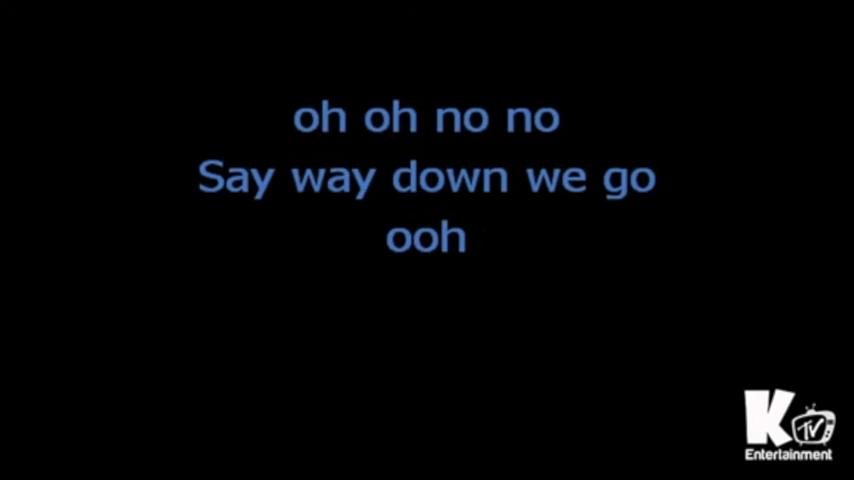 oh oh no no
Say way down we go
ooh
K TV
Entertainment